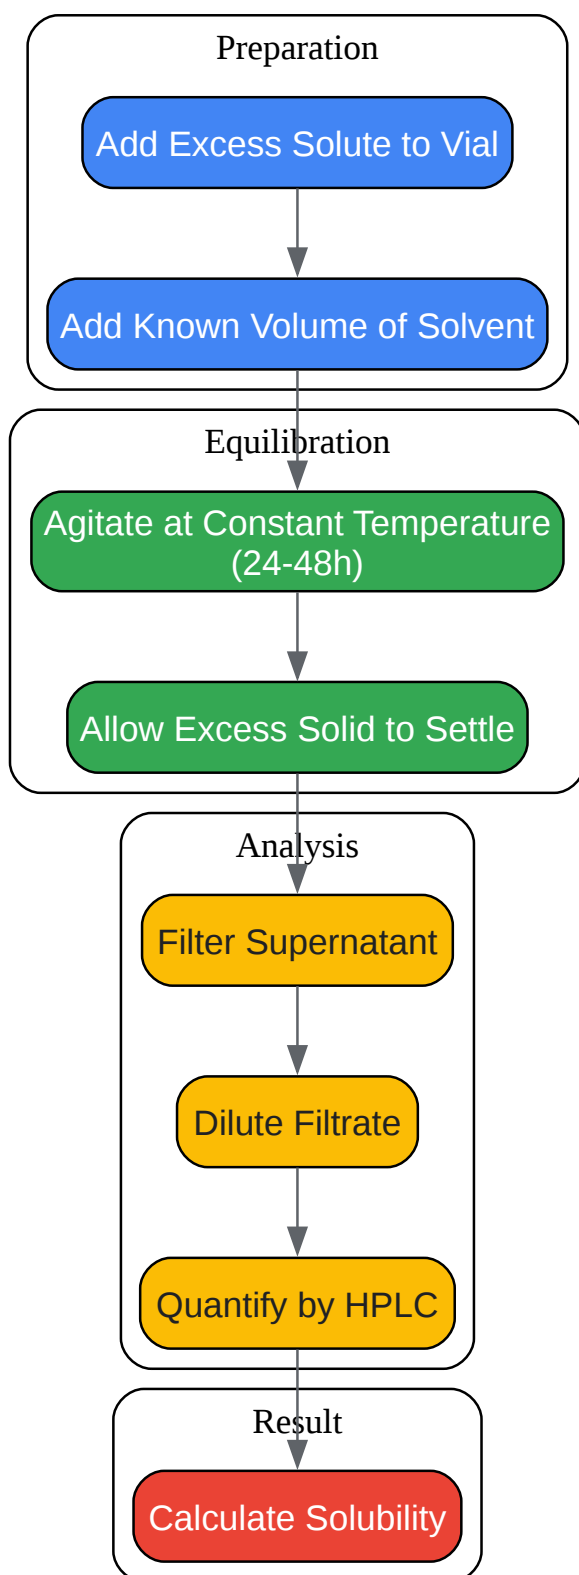 Preparation
Add Excess Solute to Vial
Add Known Volume of Solvent
Equilibration
Agitate at Constant Temperature
(24-48h)
Allow Excess Solid to Settle
Analysis
Filter Supernatant
Dilute Filtrate
Quantify by HPLC
Result
Calculate Solubility